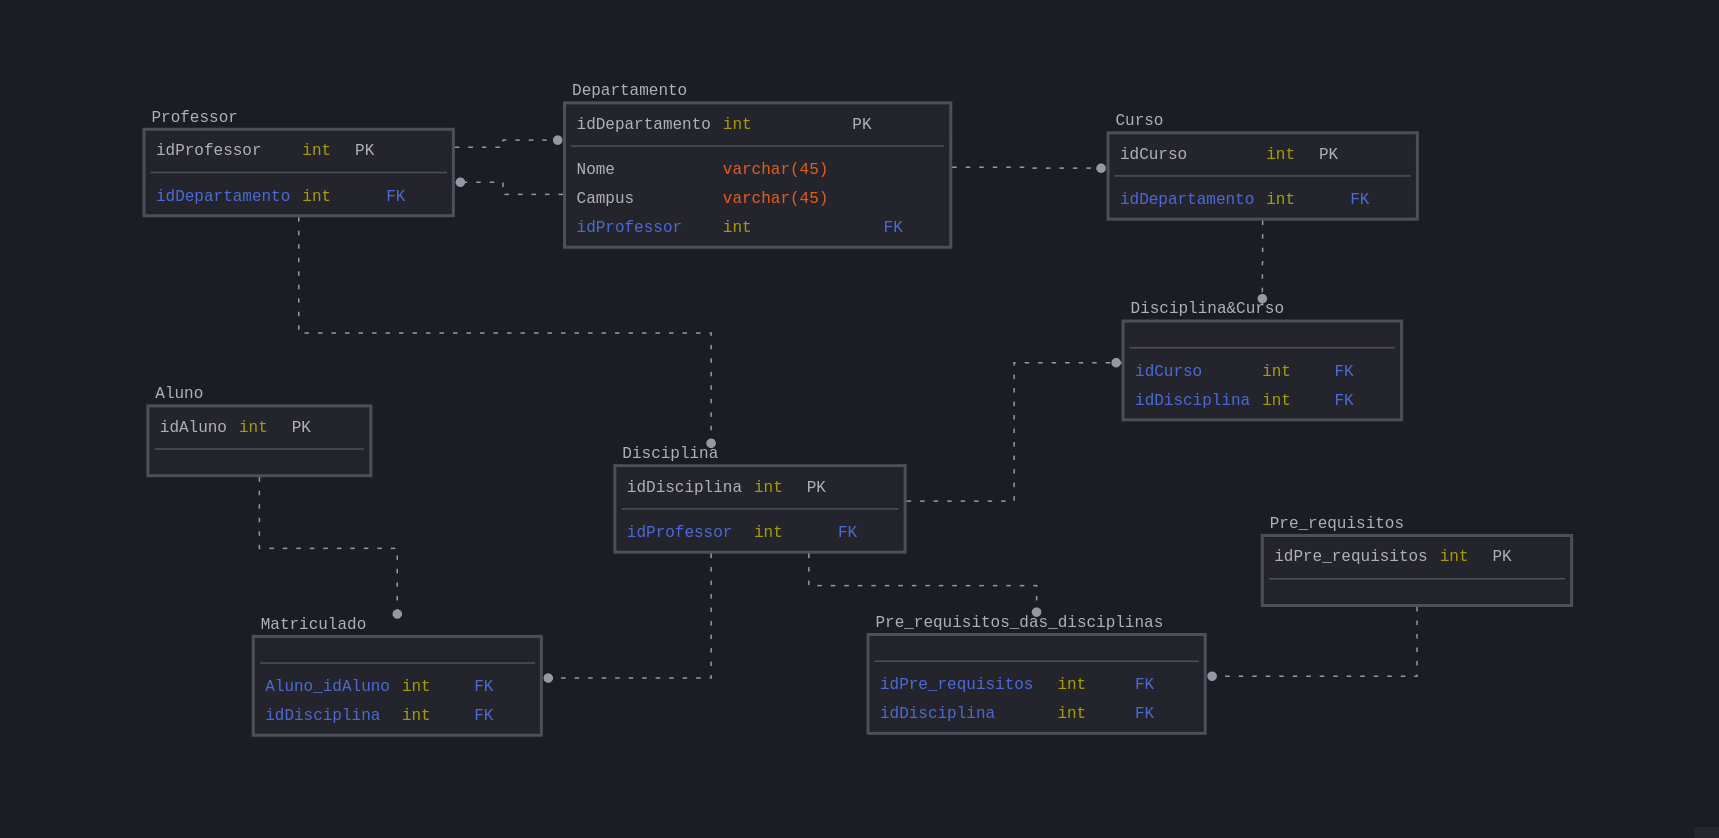 Professor
idProfessor int PK
idDepartamento int FK
Departamento
idDepartamento int PK
Nome varchar(45)
Campus varchar(45)
idProfessor int FK
Curso
idCurso int PK
idDepartamento int FK
Disciplina&Curso
idCurso int FK
idDisciplina int FK
Aluno
idAluno int PK
Disciplina
idDisciplina int PK
idProfessor int FK
Pre_requisitos
idPre_requisitos int PK
Matriculado
Aluno_idAluno int FK
idDisciplina int FK
Pre_requisitos_das_disciplinas
idPre_requisitos int FK
idDisciplina int FK